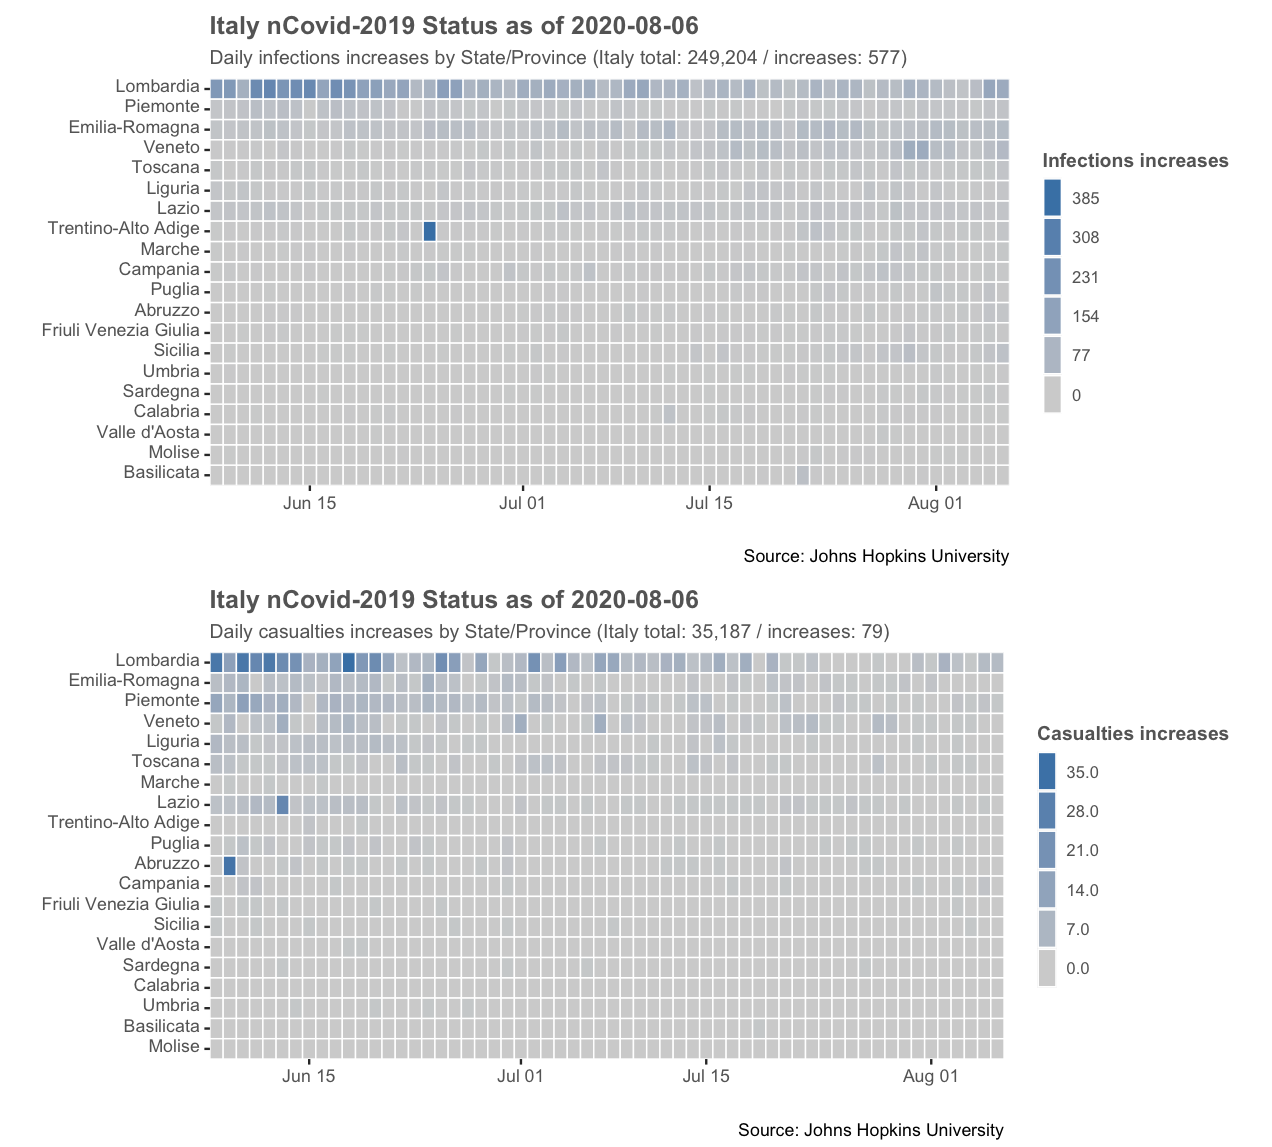 Italy nCovid-2019 Status as of 2020-08-06
Daily infections increases by State/Province (Italy total: 249,204 / increases: 577)
Lombardia
Piemonte
Emilia-Romagna
Veneto
Toscana
Liguria
Lazio
Trentino-Alto Adige
Marche
Campania
Puglia
Abruzzo
Friuli Venezia Giulia
Sicilia
Umbria
Sardegna
Calabria
Valle d'Aosta
Molise
Basilicata
Jun 15 Jul 01 Jul 15 Aug 01
Infections increases
385
308
231
154
77
0
Source: Johns Hopkins University
Italy nCovid-2019 Status as of 2020-08-06
Daily casualties increases by State/Province (Italy total: 35,187 / increases: 79)
Lombardia
Emilia-Romagna
Piemonte
Veneto
Liguria
Toscana
Marche
Lazio
Trentino-Alto Adige
Puglia
Abruzzo
Campania
Friuli Venezia Giulia
Sicilia
Valle d'Aosta
Sardegna
Calabria
Umbria
Basilicata
Molise
Jun 15 Jul 01 Jul 15 Aug 01
Casualties increases
35.0
28.0
21.0
14.0
7.0
0.0
Source: Johns Hopkins University